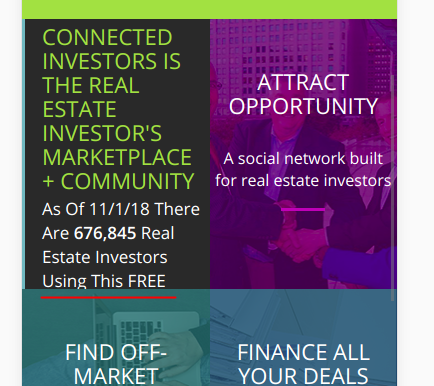 CONNECTED
INVESTORS IS
THE REAL
ESTATE
INVESTOR'S
MARKETPLACE
+ COMMUNITY
As Of 11/1/18 There
Are 676,845 Real
Estate Investors
Using This FREE
ATTRACT
OPPORTUNITY
A social network built
for real estate investors
FIND OFF-
MARKET
FINANCE ALL
YOUR DEALS